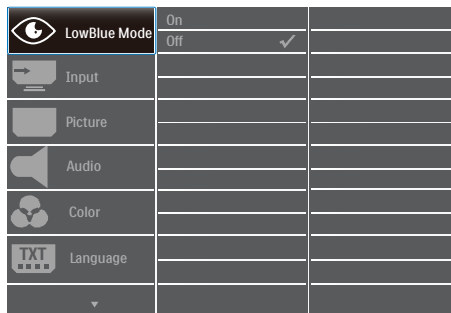 LowBlue Mode
On
Off
Input
Picture
Audio
Color
TXT
Language